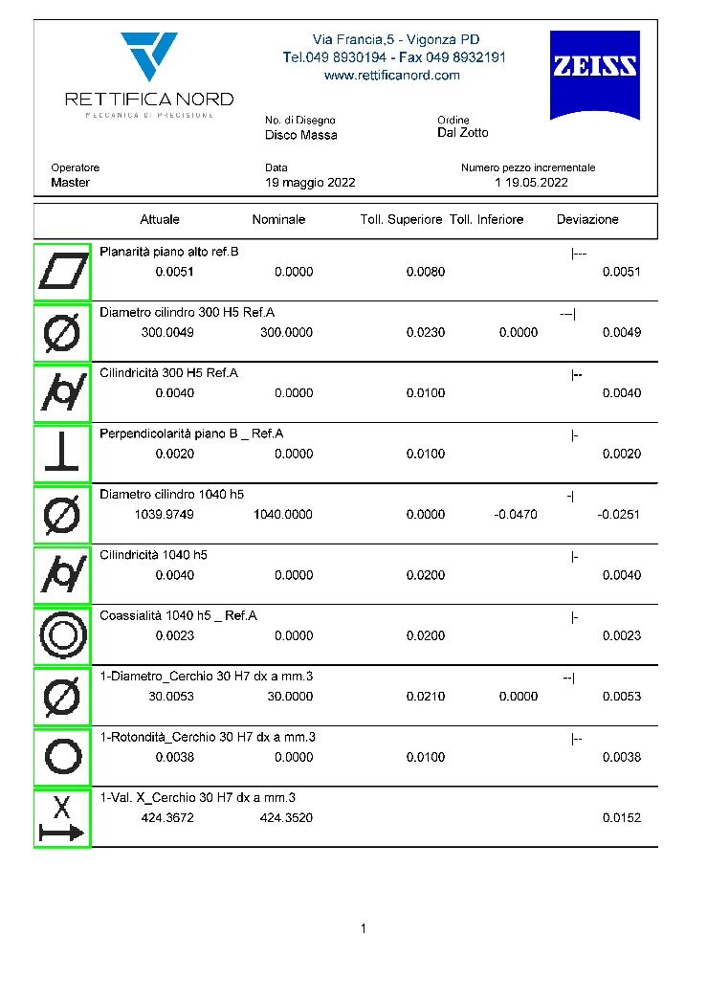 Via Francia,5 - Vigonza PD
Tel.049 8930194 - Fax 049 8932191
www.rettificanord.com
RETTIFICA NORD
MECCANICA DI PRECISIONE
ZEISS
No. di Disegno Ordine
Disco Massa Dal Zotto
Operatore Data Numero pezzo incrementale
Master 19 maggio 2022 1 19.05.2022
Attuale Nominale Toll. Superiore Toll. Inferiore Deviazione
Planarità piano alto ref.B |---
0.0051 0.0000 0.0080 0.0051
Diametro cilindro 300 H5 Ref.A ---|
300.0049 300.0000 0.0230 0.0000 0.0049
Cilindricità 300 H5 Ref.A |--
0.0040 0.0000 0.0100 0.0040
Perpendicolarità piano B _ Ref.A |-
0.0020 0.0000 0.0100 0.0020
Diametro cilindro 1040 h5 -|
1039.9749 1040.0000 0.0000 -0.0470 -0.0251
Cilindricità 1040 h5 |-
0.0040 0.0000 0.0200 0.0040
Coassialità 1040 h5 _ Ref.A |-
0.0023 0.0000 0.0200 0.0023
1-Diametro_Cerchio 30 H7 dx a mm.3 --|
30.0053 30.0000 0.0210 0.0000 0.0053
1-Rotondità_Cerchio 30 H7 dx a mm.3 |--
0.0038 0.0000 0.0100 0.0038
1-Val. X_Cerchio 30 H7 dx a mm.3
X
424.3672 424.3520 0.0152
1